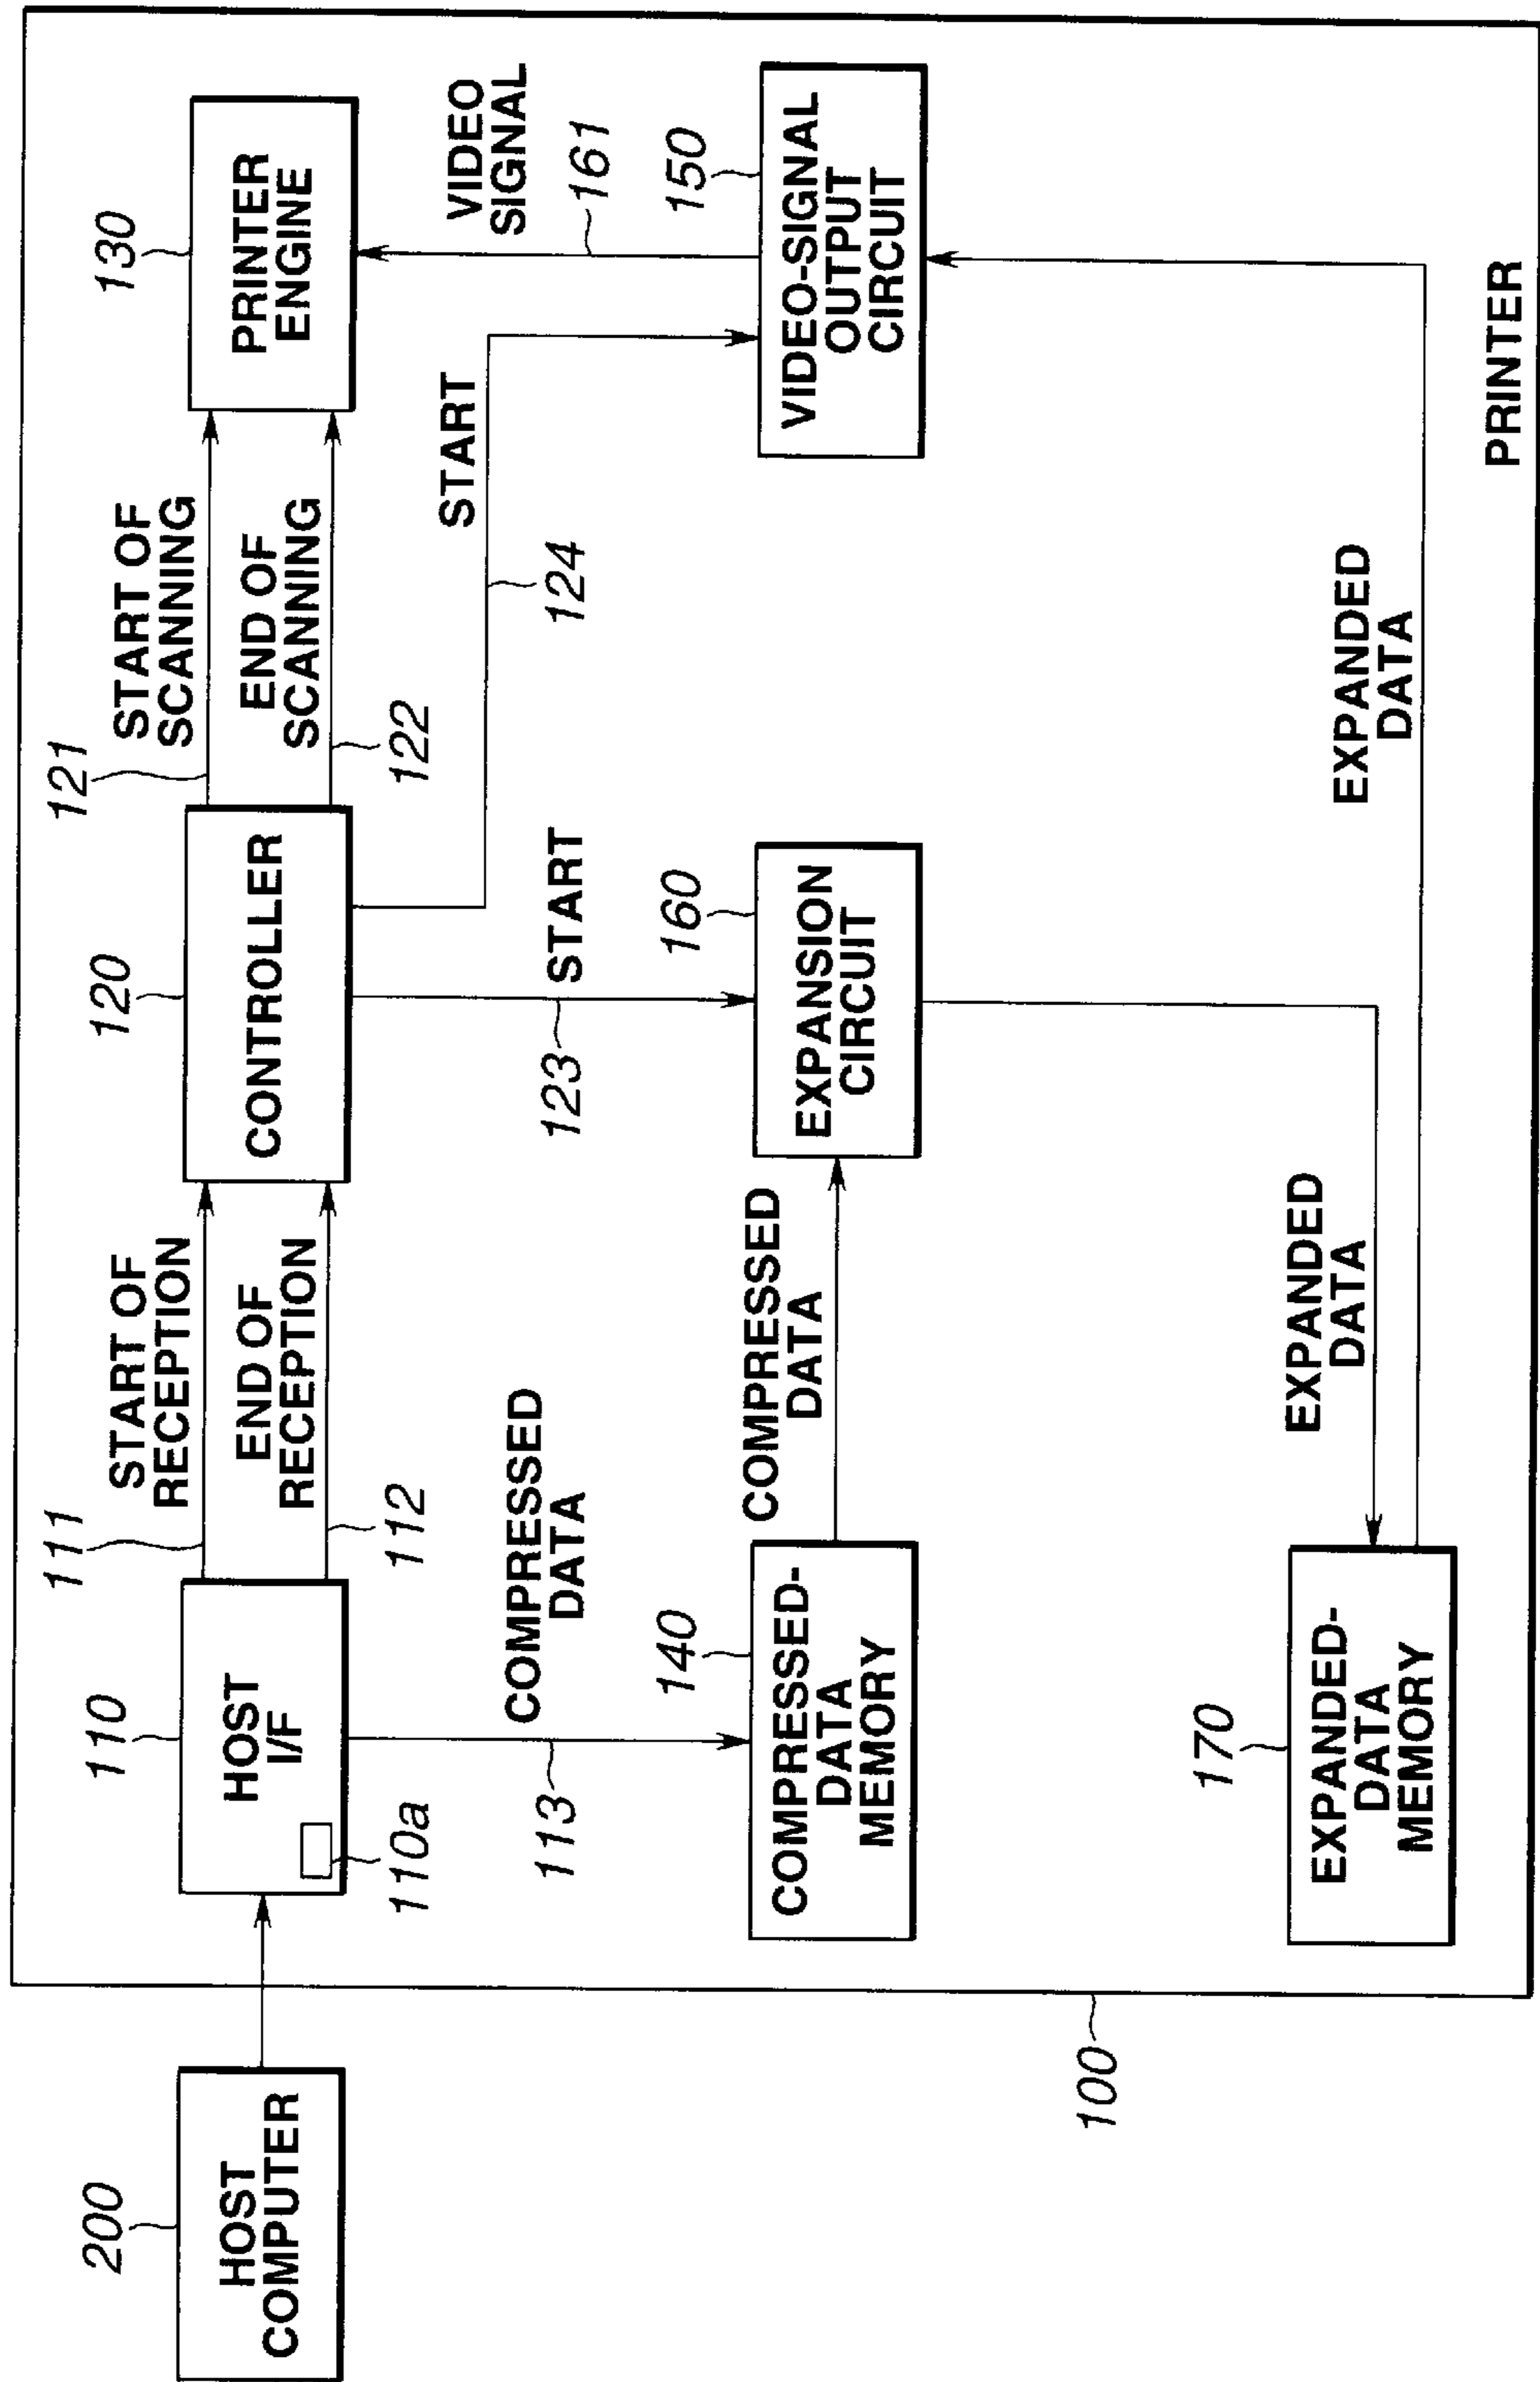 200
HOST
COMPUTER
110
HOST
I/F
110a
111
START OF
RECEPTION
END OF
RECEPTION
112
120
CONTROLLER
121
START OF
SCANNING
END OF
SCANNING
122
130
PRINTER
ENGINE
113
COMPRESSED
DATA
123
START
124
START
VIDEO
SIGNAL
161
140
COMPRESSED-
DATA
MEMORY
COMPRESSED
DATA
160
EXPANSION
CIRCUIT
150
VIDEO-SIGNAL
OUTPUT
CIRCUIT
170
EXPANDED-
DATA
MEMORY
EXPANDED
DATA
EXPANDED
DATA
100
PRINTER